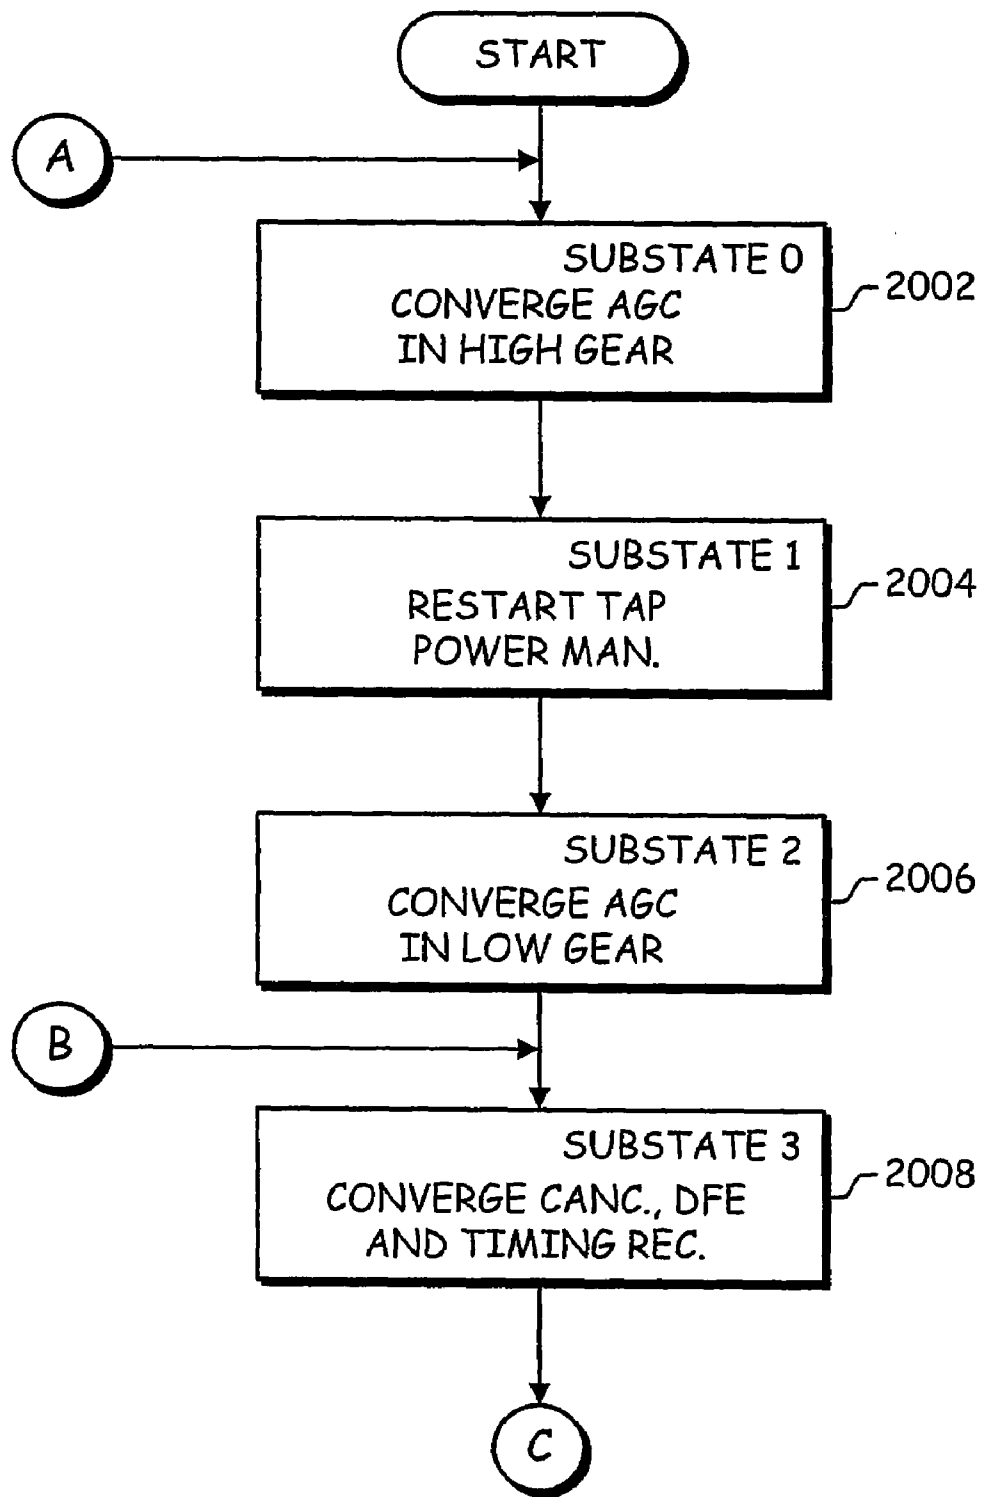 START
A
SUBSTATE 0
CONVERGE AGC
IN HIGH GEAR
2002
SUBSTATE 1
RESTART TAP
POWER MAN.
2004
SUBSTATE 2
CONVERGE AGC
IN LOW GEAR
2006
B
SUBSTATE 3
CONVERGE CANC., DFE
AND TIMING REC.
2008
C